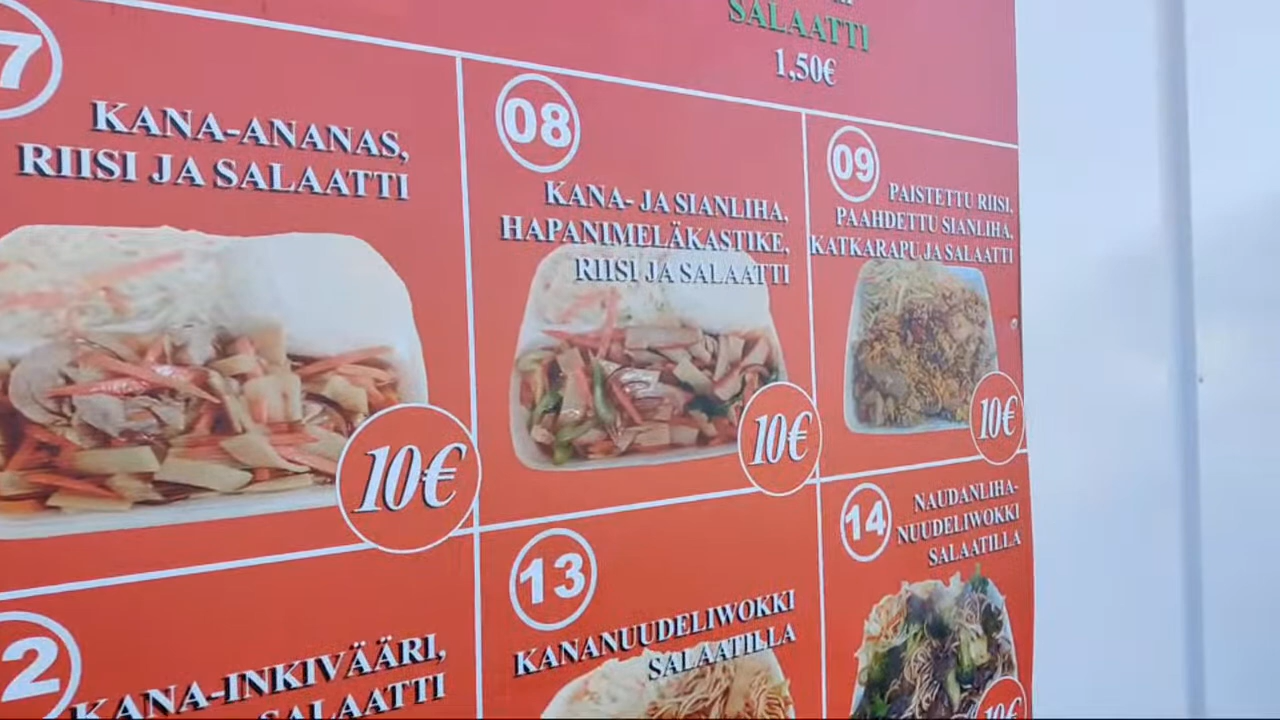 SALAATTI
1,50€
7
KANA-ANANAS,
RIISI JA SALAATTI
10€
08
KANA- JA SIANLIHA,
HAPANIMELÄKASTIKE,
RIISI JA SALAATTI
10€
09
PAISTETTU RIISI,
PAAHDETTU SIANLIHA,
KATKARAPU JA SALAATTI
10€
2
KANA-INKIVÄÄRI,
SALAATTI
13
KANANUUDELIWOKKI
SALAATILLA
14
NAUDANLIHA-
NUUDELIWOKKI
SALAATILLA
10€